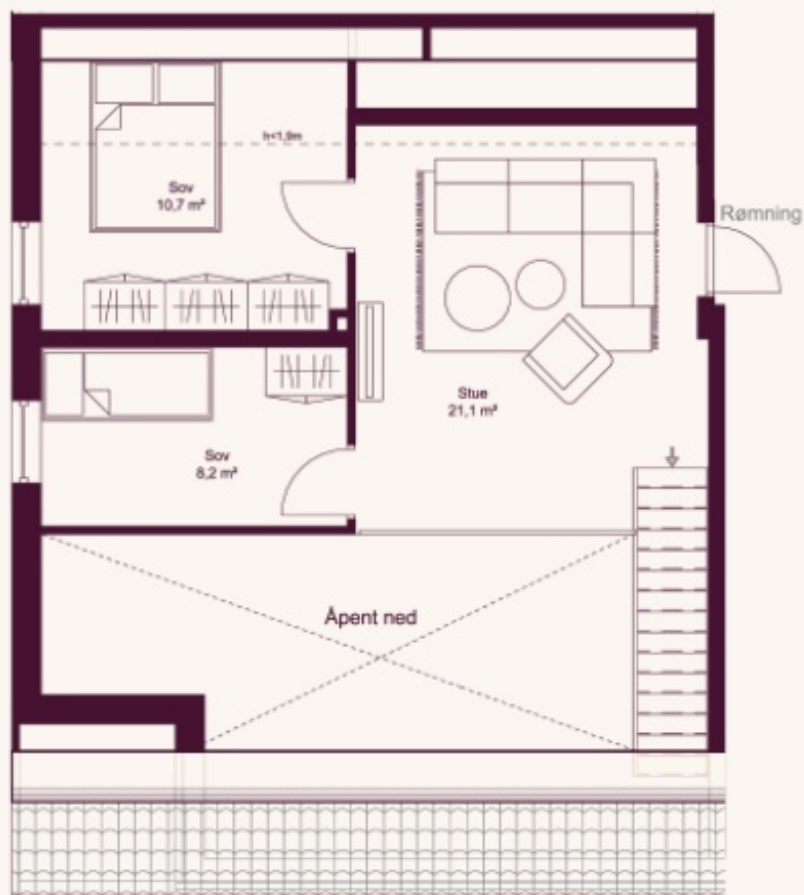 h<1,9m
Sov
10,7 m²
Rømning
Stue
21,1 m²
Sov
8,2 m²
Åpent ned